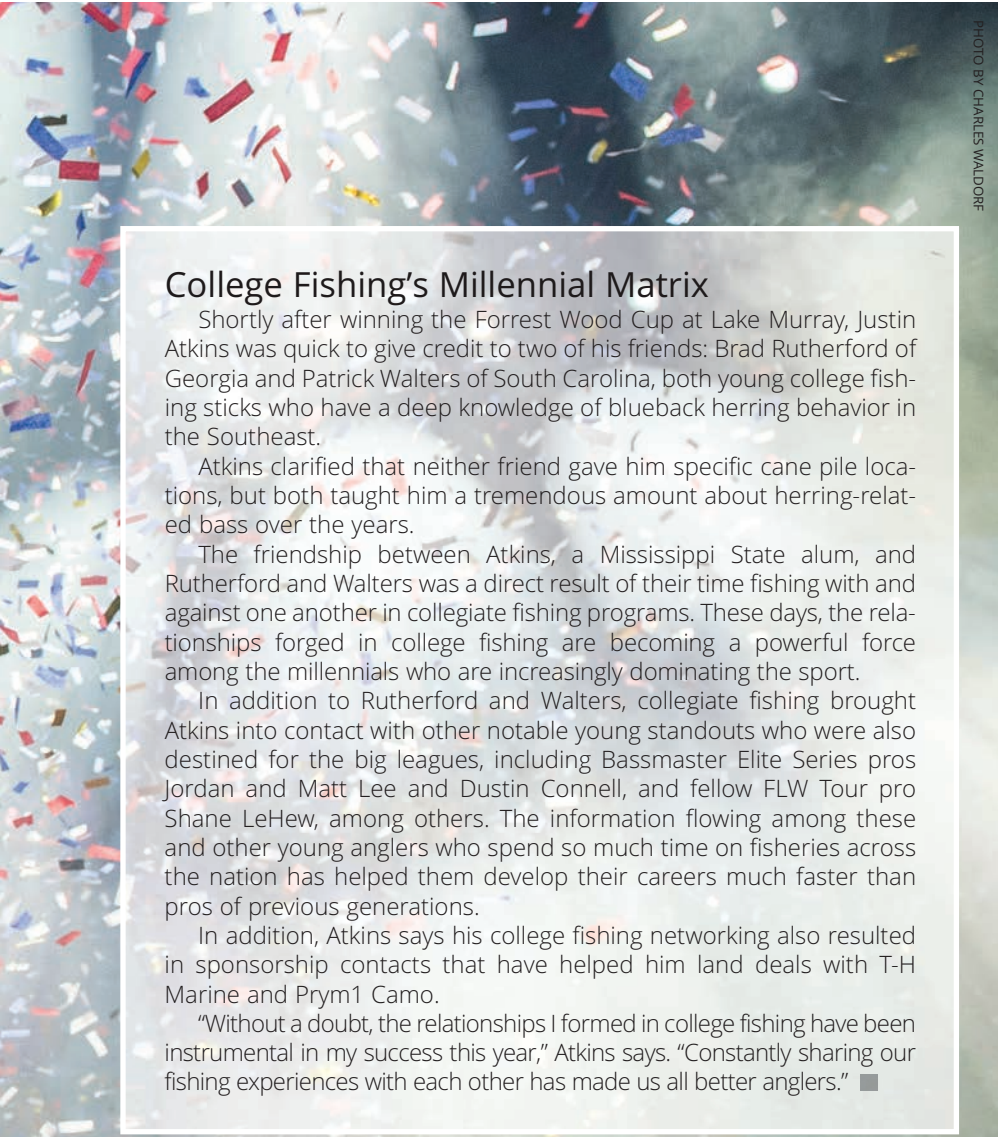 PHOTO BY CHARLES WALDORF
College Fishing’s Millennial Matrix
Shortly after winning the Forrest Wood Cup at Lake Murray, Justin
Atkins was quick to give credit to two of his friends: Brad Rutherford of
Georgia and Patrick Walters of South Carolina, both young college fish-
ing sticks who have a deep knowledge of blueback herring behavior in
the Southeast.
Atkins clarified that neither friend gave him specific cane pile loca-
tions, but both taught him a tremendous amount about herring-relat-
ed bass over the years.
The friendship between Atkins, a Mississippi State alum, and
Rutherford and Walters was a direct result of their time fishing with and
against one another in collegiate fishing programs. These days, the rela-
tionships forged in college fishing are becoming a powerful force
among the millennials who are increasingly dominating the sport.
In addition to Rutherford and Walters, collegiate fishing brought
Atkins into contact with other notable young standouts who were also
destined for the big leagues, including Bassmaster Elite Series pros
Jordan and Matt Lee and Dustin Connell, and fellow FLW Tour pro
Shane LeHew, among others. The information flowing among these
and other young anglers who spend so much time on fisheries across
the nation has helped them develop their careers much faster than
pros of previous generations.
In addition, Atkins says his college fishing networking also resulted
in sponsorship contacts that have helped him land deals with T-H
Marine and Prym1 Camo.
“Without a doubt, the relationships I formed in college fishing have been
instrumental in my success this year,” Atkins says. “Constantly sharing our
fishing experiences with each other has made us all better anglers.”